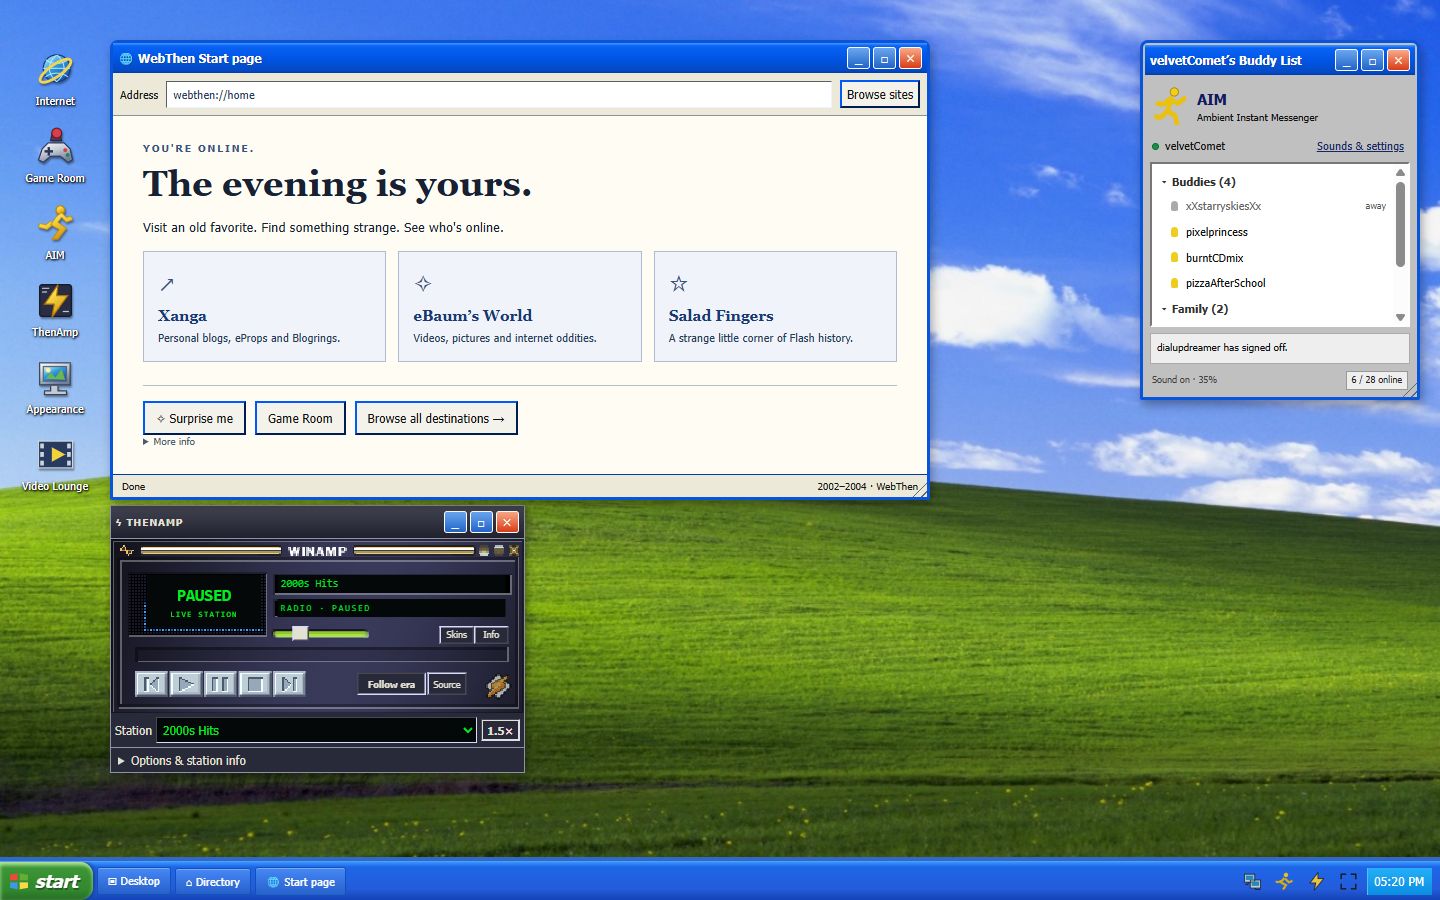 Internet
Game Room
AIM
ThenAmp
Appearance
Video Lounge
WebThen Start page
Address
webthen://home
Browse sites
YOU'RE ONLINE.
The evening is yours.
Visit an old favorite. Find something strange. See who's online.
Xanga
Personal blogs, eProps and Blogrings.
eBaum's World
Videos, pictures and internet oddities.
Salad Fingers
A strange little corner of Flash history.
Surprise me
Game Room
Browse all destinations →
More info
Done
2002–2004 · WebThen
velvetComet's Buddy List
AIM
Ambient Instant Messenger
velvetComet
Sounds & settings
Buddies (4)
xXstarryskiesXx away
pixelprincess
burntCDmix
pizzaAfterSchool
Family (2)
dialupdreamer has signed off.
Sound on · 35%
6 / 28 online
THENAMP
WINAMP
PAUSED
LIVE STATION
2000s Hits
RADIO · PAUSED
Skins
Info
Follow era
Source
Station
2000s Hits
1.5×
Options & station info
start
Desktop
Directory
Start page
05:20 PM